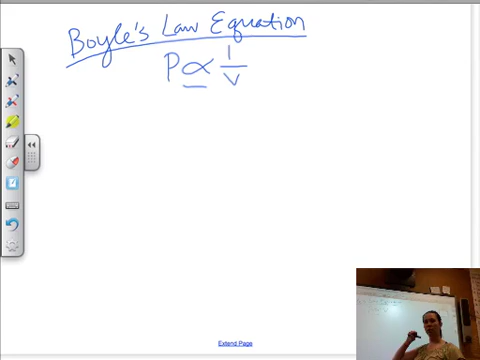 Boyle's Law Equation
P ∝ 1/V
Extend Page